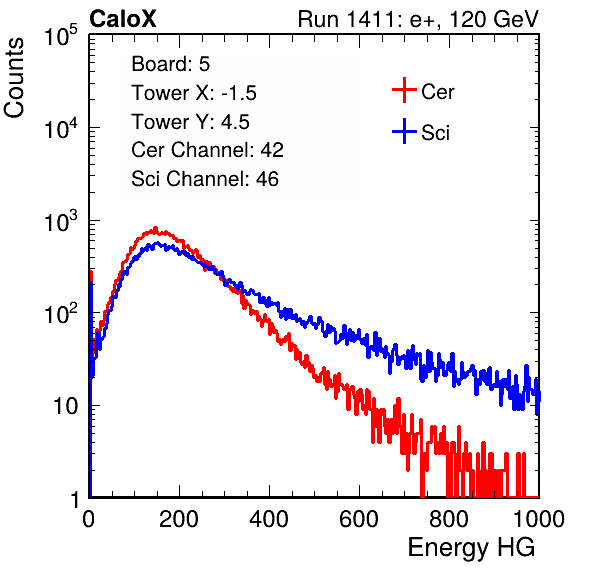 CaloX Run 1411: e+, 120 GeV
Counts
10^5
Board: 5
Tower X: -1.5
Tower Y: 4.5
Cer Channel: 42
Sci Channel: 46
Cer
Sci
10^4
10^3
10^2
10
1
0 200 400 600 800 1000
Energy HG